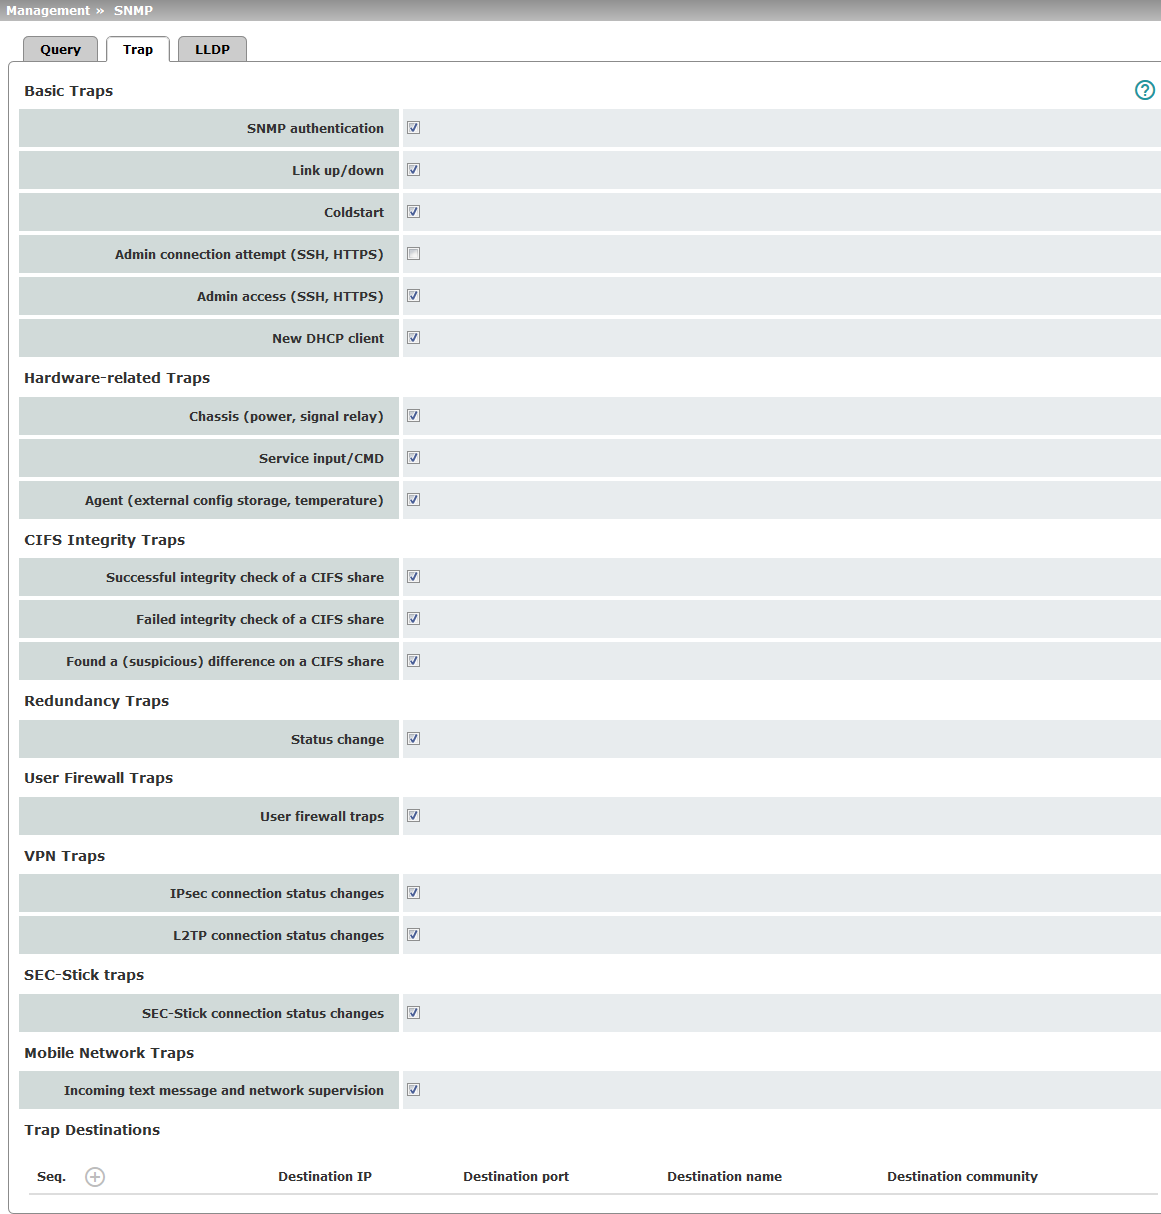 Management » SNMP
Query Trap LLDP
Basic Traps
SNMP authentication
Link up/down
Coldstart
Admin connection attempt (SSH, HTTPS)
Admin access (SSH, HTTPS)
New DHCP client
Hardware-related Traps
Chassis (power, signal relay)
Service input/CMD
Agent (external config storage, temperature)
CIFS Integrity Traps
Successful integrity check of a CIFS share
Failed integrity check of a CIFS share
Found a (suspicious) difference on a CIFS share
Redundancy Traps
Status change
User Firewall Traps
User firewall traps
VPN Traps
IPsec connection status changes
L2TP connection status changes
SEC-Stick traps
SEC-Stick connection status changes
Mobile Network Traps
Incoming text message and network supervision
Trap Destinations
Seq. Destination IP Destination port Destination name Destination community